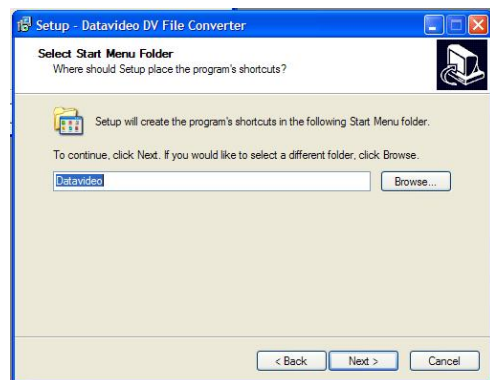 Setup - Datavideo DV File Converter
Select Start Menu Folder
Where should Setup place the program's shortcuts?
Setup will create the program's shortcuts in the following Start Menu folder.
To continue, click Next. If you would like to select a different folder, click Browse.
Datavideo
Browse...
< Back
Next >
Cancel